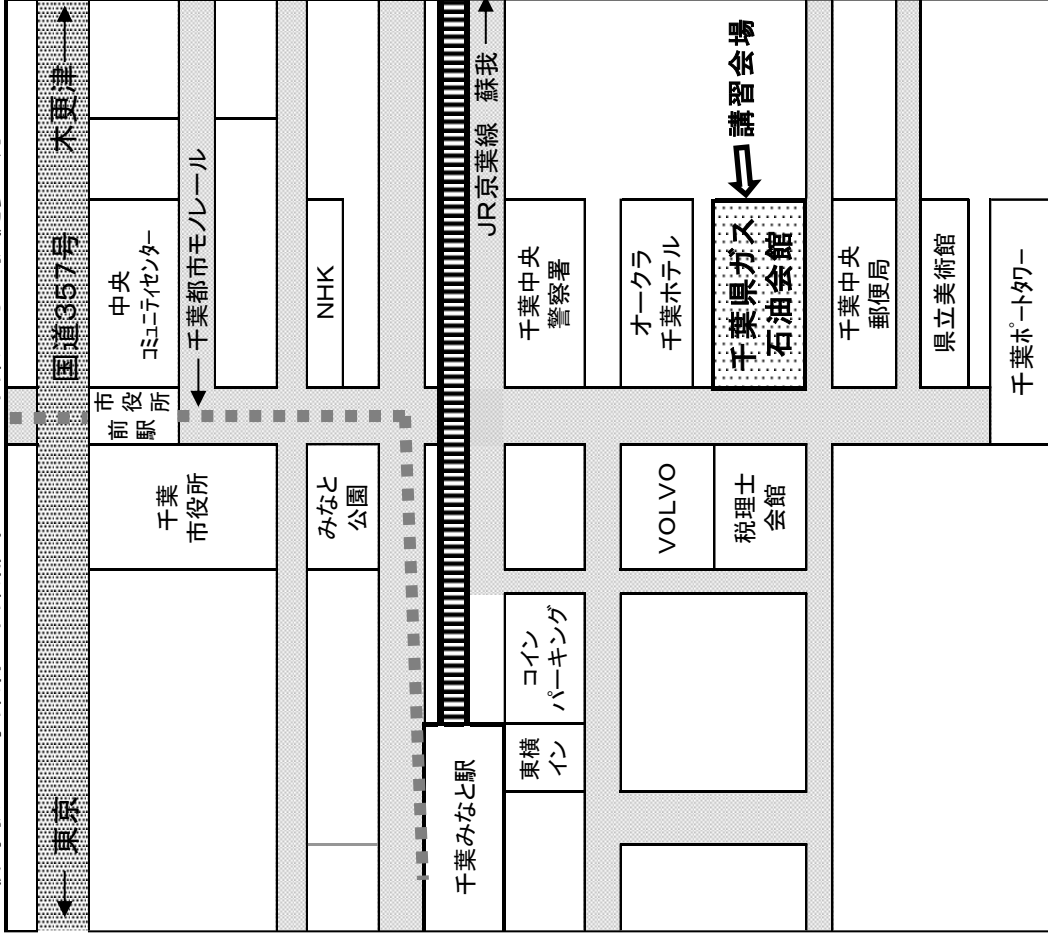 ← 東京
国道357号
木更津 →
千葉
市役所
市役所
前
駅
中央
コミュニティセンター
← 千葉都市モノレール
みなと
公園
NHK
千葉みなと駅
JR京葉線 蘇我 →
東横
イン
コイン
パーキング
千葉中央
警察署
VOLVO
オークラ
千葉ホテル
税理士
会館
千葉県ガス
石油会館
講習会場
千葉中央
郵便局
県立美術館
千葉ポートタワー